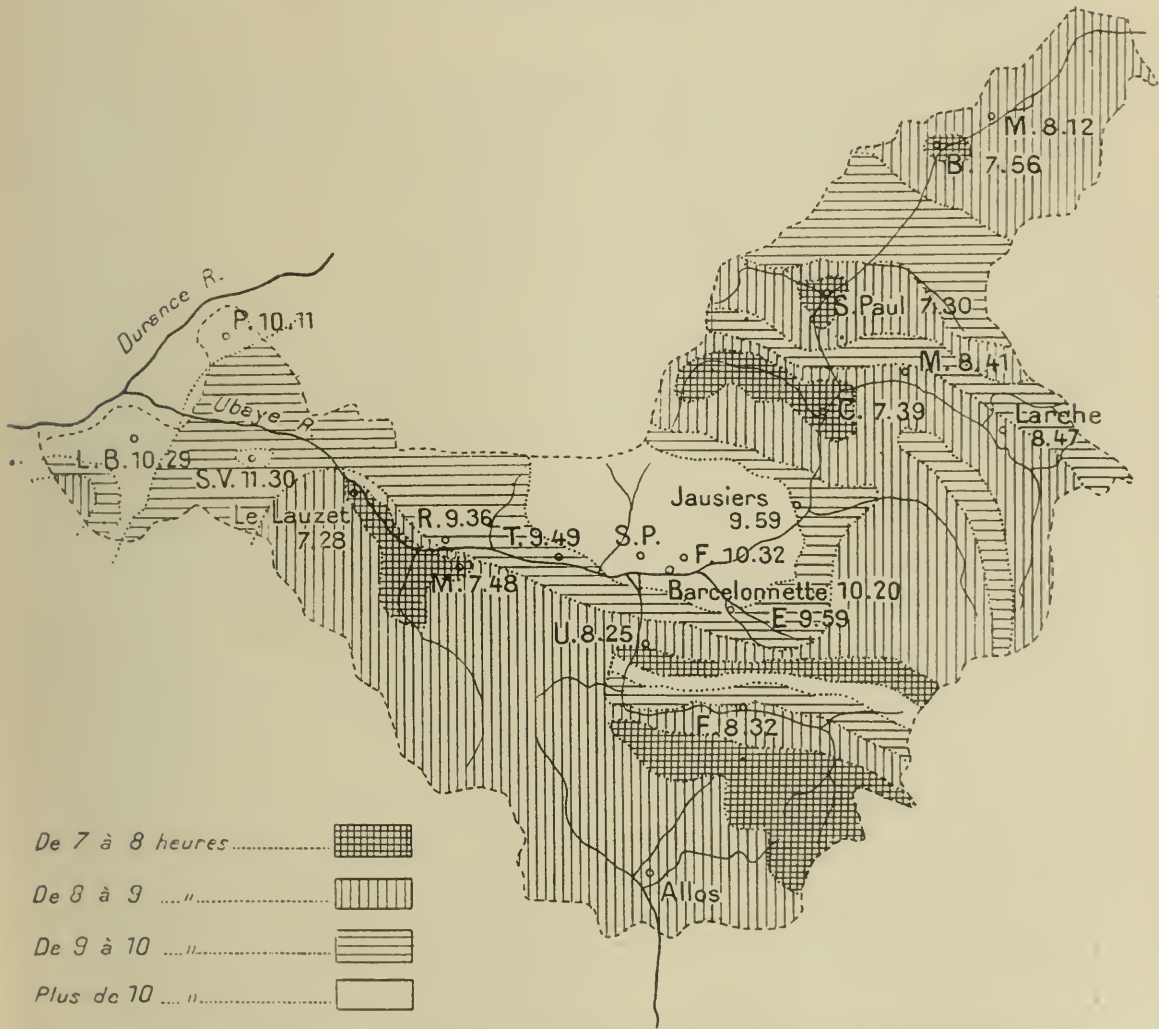 M. 8.12
B. 7.56
Durance R.
S. Paul 7.30
P. 10.11
M. 8.41
Ubaye R.
C. 7.39
Larche
8.47
L. B. 10.29
S.V. 11.30
Jausiers
9.59
Le Lauzet
7.28
R. 9.36
T. 9.49
S.P.
F. 10.32
M. 7.48
Barcelonnette 10.20
E 9.59
U. 8.25
F. 8.32
De 7 à 8 heures
De 8 à 9 .... „
Allos
De 9 à 10 .... „
Plus de 10 .... „